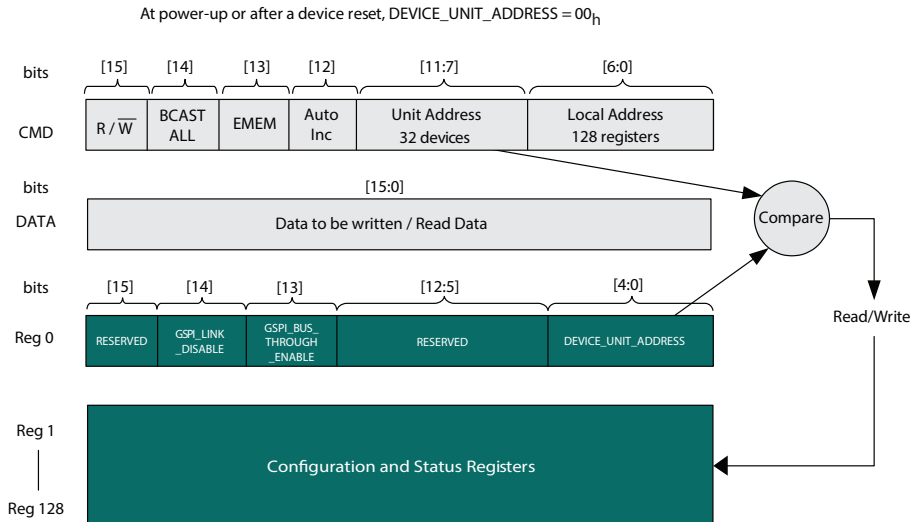 At power-up or after a device reset, DEVICE_UNIT_ADDRESS = 00h
bits [15] [14] [13] [12] [11:7] [6:0]
CMD
R / W
BCAST
ALL
EMEM
Auto
Inc
Unit Address
32 devices
Local Address
128 registers
bits [15:0]
DATA Data to be written / Read Data
Compare
bits [15] [14] [13] [12:5] [4:0]
Reg 0
RESERVED
GSPI_LINK
_DISABLE
GSPI_BUS_
THROUGH
_ENABLE
RESERVED
DEVICE_UNIT_ADDRESS
Read/Write
Reg 1
Configuration and Status Registers
Reg 128